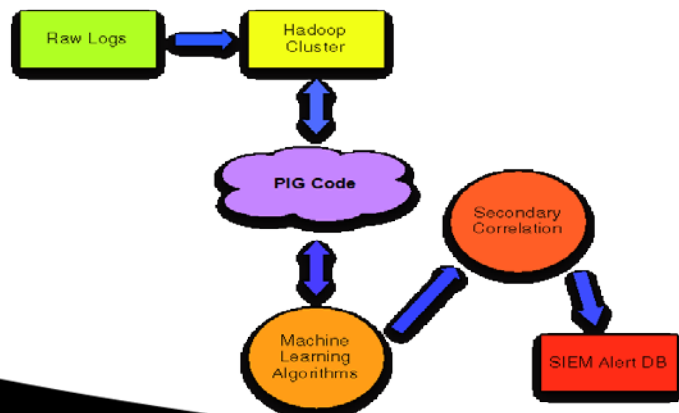 Raw Logs
Hadoop
Cluster
PIG Code
Secondary
Correlation
Machine
Learning
Algorithms
SIEM Alert DB